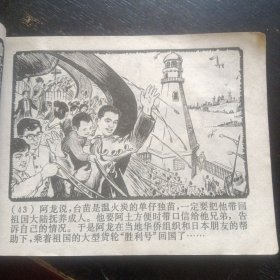 (43) 阿龙说，台苗是温火炭的单仔独苗，一定要把他带回
祖国大陆抚养成人。他要阿土方便时带口信给他兄弟，告
诉自己的情况。于是阿龙在当地华侨组织和日本朋友的帮
助下，乘着祖国的大型货轮“胜利号”回国了……